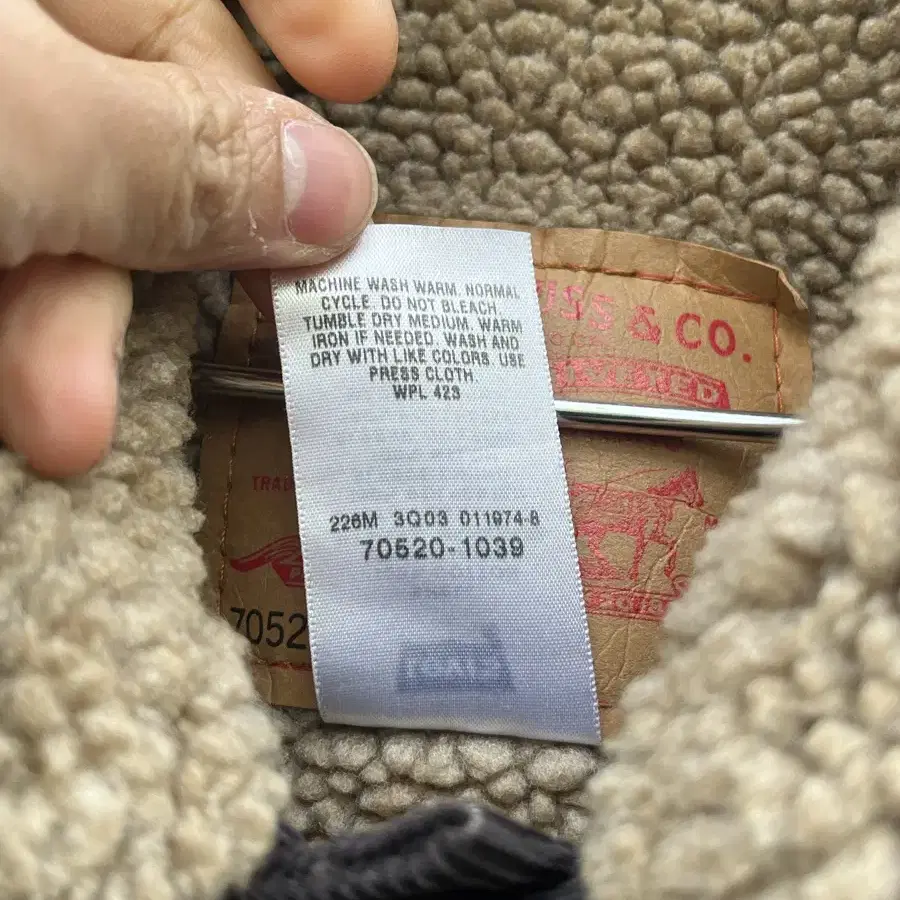 MACHINE WASH WARM. NORMAL
CYCLE. DO NOT BLEACH.
TUMBLE DRY MEDIUM. WARM
IRON IF NEEDED. WASH AND
DRY WITH LIKE COLORS. USE
PRESS CLOTH.
WPL 423
226M 3Q03 011974-8
70520-1039
& CO.
7052